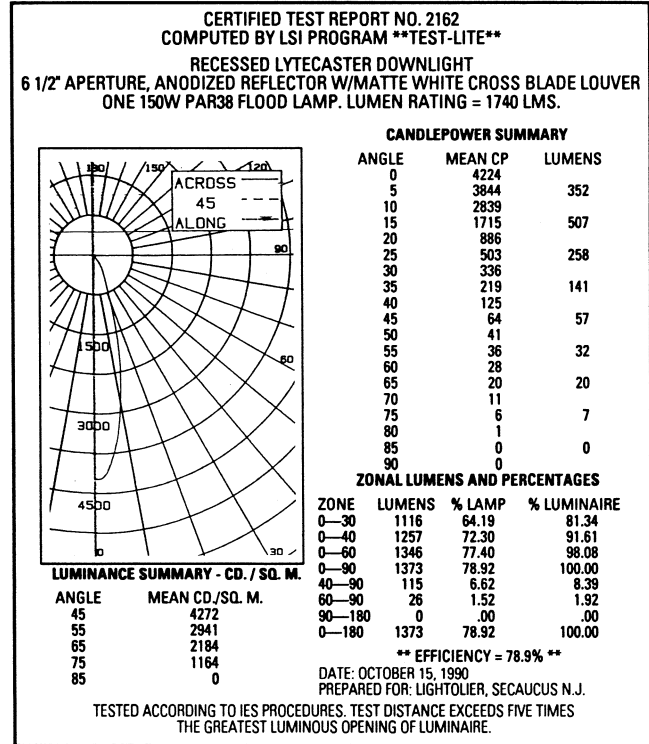 CERTIFIED TEST REPORT NO. 2162
COMPUTED BY LSI PROGRAM **TEST-LITE**
RECESSED LYTECASTER DOWNLIGHT
6 1/2" APERTURE, ANODIZED REFLECTOR W/MATTE WHITE CROSS BLADE LOUVER
ONE 150W PAR38 FLOOD LAMP. LUMEN RATING = 1740 LMS.
180 150 120
ACROSS
45
ALONG
90
1500
60
3000
4500
0 30
CANDLEPOWER SUMMARY
ANGLE MEAN CP LUMENS
0 4224
5 3844 352
10 2839
15 1715 507
20 886
25 503 258
30 336
35 219 141
40 125
45 64 57
50 41
55 36 32
60 28
65 20 20
70 11
75 6 7
80 1
85 0 0
90 0
LUMINANCE SUMMARY - CD. / SQ. M.
ANGLE MEAN CD./SQ. M.
45 4272
55 2941
65 2184
75 1164
85 0
ZONAL LUMENS AND PERCENTAGES
ZONE LUMENS % LAMP % LUMINAIRE
0—30 1116 64.19 81.34
0—40 1257 72.30 91.61
0—60 1346 77.40 98.08
0—90 1373 78.92 100.00
40—90 115 6.62 8.39
60—90 26 1.52 1.92
90—180 0 .00 .00
0—180 1373 78.92 100.00
** EFFICIENCY = 78.9% **
DATE: OCTOBER 15, 1990
PREPARED FOR: LIGHTOLIER, SECAUCUS N.J.
TESTED ACCORDING TO IES PROCEDURES. TEST DISTANCE EXCEEDS FIVE TIMES
THE GREATEST LUMINOUS OPENING OF LUMINAIRE.